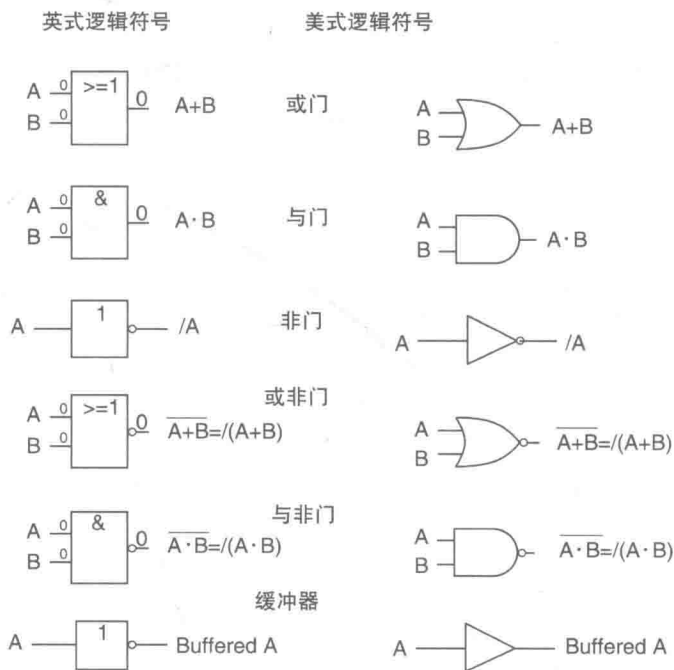 英式逻辑符号 美式逻辑符号
A 0 >=1 0 A+B 或门 A A+B
B 0 B
A 0 & 0 A·B 与门 A A·B
B 0 B
A 1 /A 非门 A /A
或非门
A 0 >=1 0 A+B=/(A+B) A A+B=/(A+B)
B 0 B
与非门
A 0 & 0 A·B=/(A·B) A A·B=/(A·B)
B 0 B
缓冲器
A 1 Buffered A A Buffered A